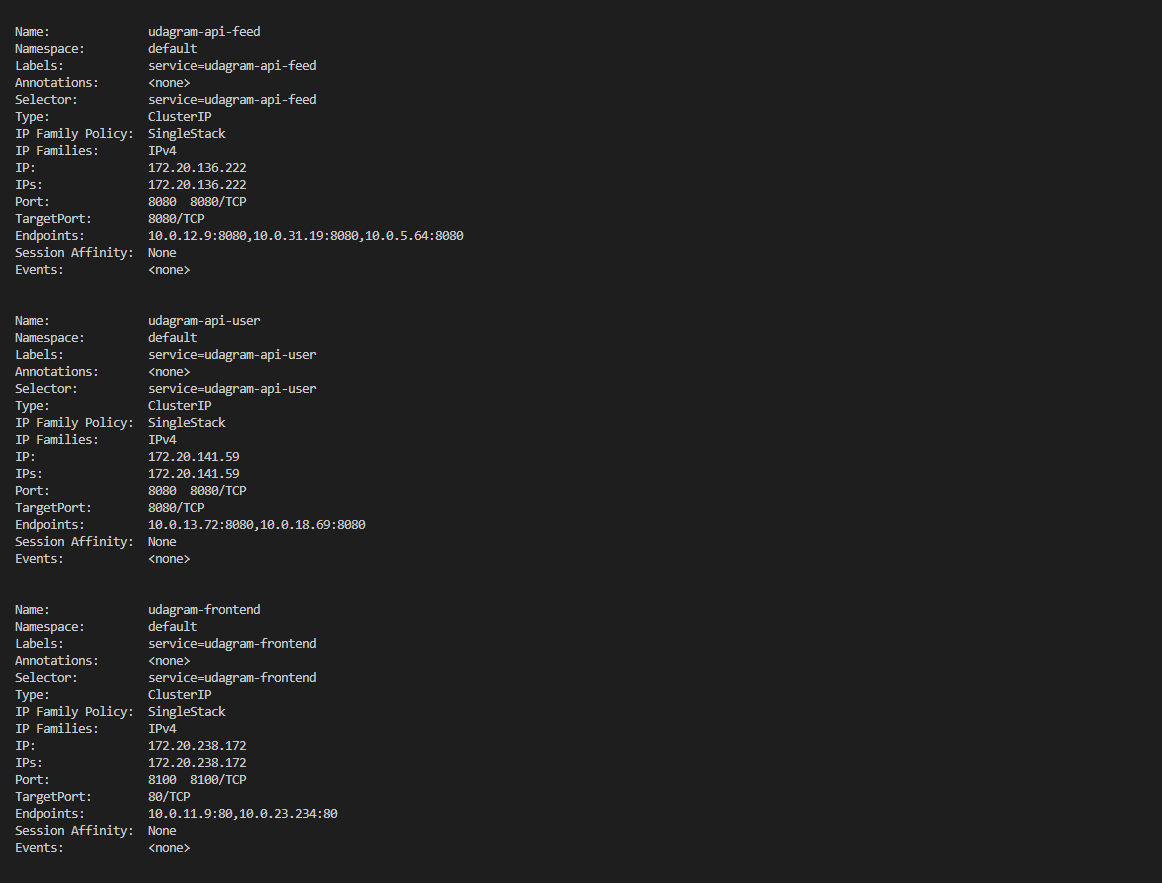 Name:              udagram-api-feed
Namespace:         default
Labels:            service=udagram-api-feed
Annotations:       <none>
Selector:          service=udagram-api-feed
Type:              ClusterIP
IP Family Policy:  SingleStack
IP Families:       IPv4
IP:                172.20.136.222
IPs:               172.20.136.222
Port:              8080  8080/TCP
TargetPort:        8080/TCP
Endpoints:         10.0.12.9:8080,10.0.31.19:8080,10.0.5.64:8080
Session Affinity:  None
Events:            <none>
Name:              udagram-api-user
Namespace:         default
Labels:            service=udagram-api-user
Annotations:       <none>
Selector:          service=udagram-api-user
Type:              ClusterIP
IP Family Policy:  SingleStack
IP Families:       IPv4
IP:                172.20.141.59
IPs:               172.20.141.59
Port:              8080  8080/TCP
TargetPort:        8080/TCP
Endpoints:         10.0.13.72:8080,10.0.18.69:8080
Session Affinity:  None
Events:            <none>
Name:              udagram-frontend
Namespace:         default
Labels:            service=udagram-frontend
Annotations:       <none>
Selector:          service=udagram-frontend
Type:              ClusterIP
IP Family Policy:  SingleStack
IP Families:       IPv4
IP:                172.20.238.172
IPs:               172.20.238.172
Port:              8100  8100/TCP
TargetPort:        80/TCP
Endpoints:         10.0.11.9:80,10.0.23.234:80
Session Affinity:  None
Events:            <none>